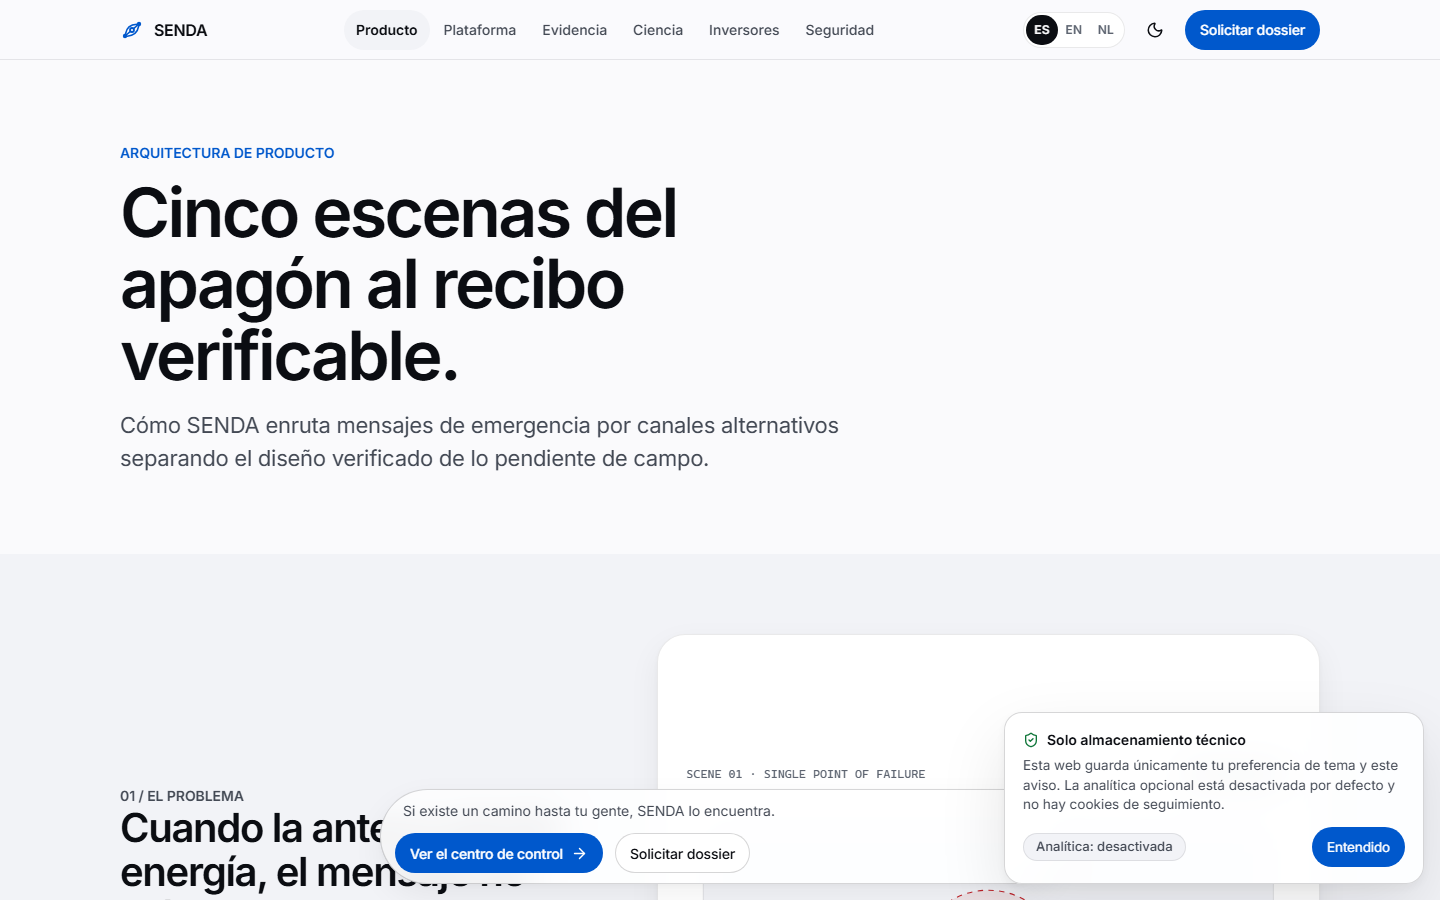 SENDA
Producto
Plataforma
Evidencia
Ciencia
Inversores
Seguridad
ES
EN
NL
Solicitar dossier
ARQUITECTURA DE PRODUCTO
Cinco escenas del
apagón al recibo
verificable.
Cómo SENDA enruta mensajes de emergencia por canales alternativos
separando el diseño verificado de lo pendiente de campo.
SCENE 01 · SINGLE POINT OF FAILURE
01 / EL PROBLEMA
Cuando la ante
energía, el mensaje no
Si existe un camino hasta tu gente, SENDA lo encuentra.
Ver el centro de control
Solicitar dossier
Solo almacenamiento técnico
Esta web guarda únicamente tu preferencia de tema y este
aviso. La analítica opcional está desactivada por defecto y
no hay cookies de seguimiento.
Analítica: desactivada
Entendido